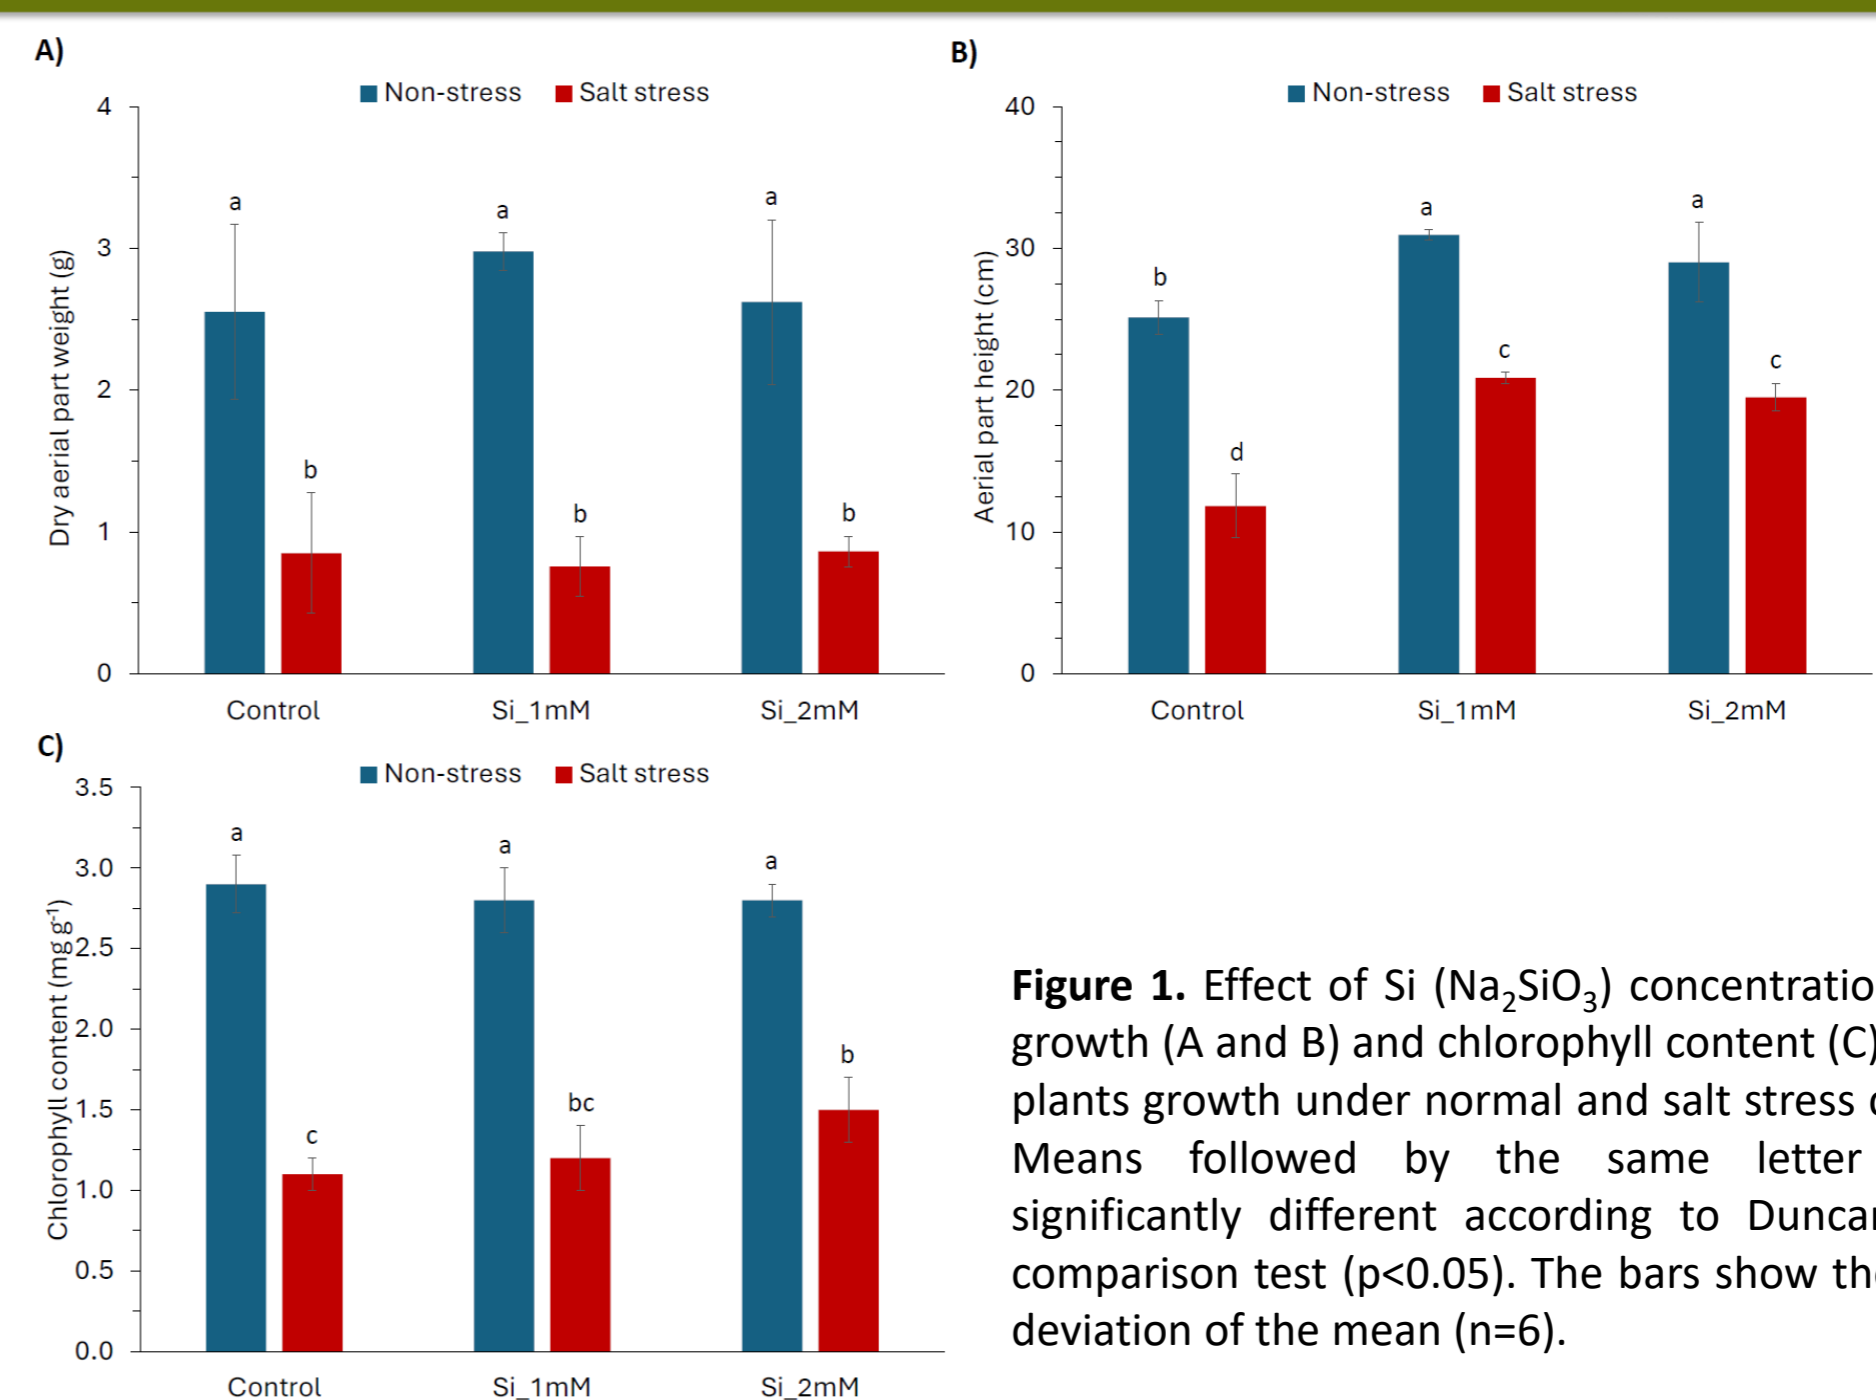 A)
Non-stress Salt stress
Dry aerial part weight (g)
4
3
2
1
0
a
b
a
b
a
b
Control Si_1mM Si_2mM
B)
Non-stress Salt stress
Aerial part height (cm)
40
30
20
10
0
b
d
a
c
a
c
Control Si_1mM Si_2mM
C)
Non-stress Salt stress
Chlorophyll content (mg g⁻¹)
3.5
3.0
2.5
2.0
1.5
1.0
0.5
0.0
a
c
a
bc
a
b
Control Si_1mM Si_2mM
Figure 1. Effect of Si (Na₂SiO₃)
growth (A and B) and chlorophyll content (C)
plants growth under normal and salt stress
Means followed by the same letter
significantly different according to
comparison test (p<0.05). The bars show
deviation of the mean (n=6).